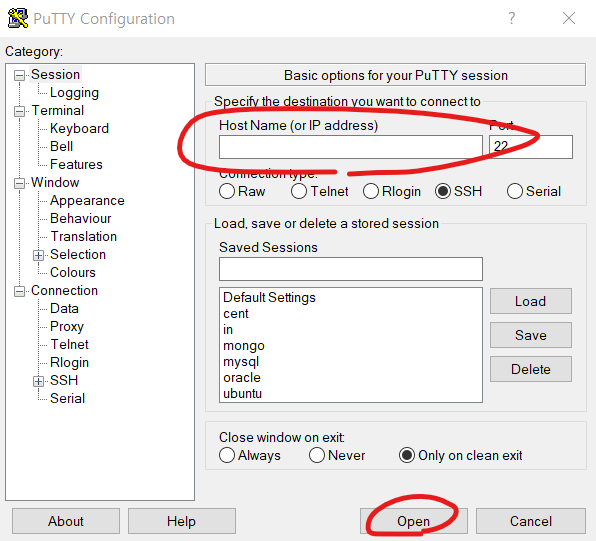 PuTTY Configuration
?
Category:
Session
Logging
Terminal
Keyboard
Bell
Features
Window
Appearance
Behaviour
Translation
Selection
Colours
Connection
Data
Proxy
Telnet
Rlogin
SSH
Serial
Basic options for your PuTTY session
Specify the destination you want to connect to
Host Name (or IP address) Port
22
Connection type:
Raw Telnet Rlogin SSH Serial
Load, save or delete a stored session
Saved Sessions
Default Settings
cent
in
mongo
mysql
oracle
ubuntu
Load
Save
Delete
Close window on exit:
Always Never Only on clean exit
About Help Open Cancel